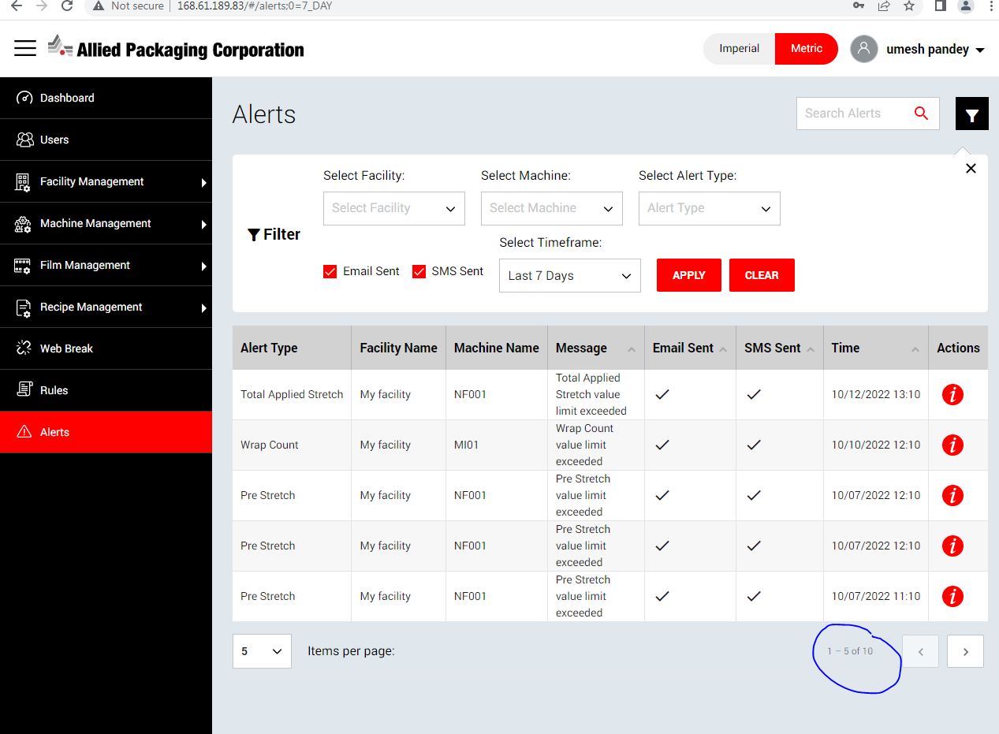 Not secure | 168.61.189.83/#/alerts;0=7_DAY
Allied Packaging Corporation
Imperial Metric umesh pandey
Dashboard
Users
Facility Management
Machine Management
Film Management
Recipe Management
Web Break
Rules
Alerts
Alerts
Search Alerts
Filter
Select Facility: Select Machine: Select Alert Type:
Select Facility Select Machine Alert Type
Select Timeframe:
Email Sent SMS Sent Last 7 Days APPLY CLEAR
Alert Type Facility Name Machine Name Message Email Sent SMS Sent Time Actions
Total Applied Stretch My facility NF001 Total Applied
Stretch value
limit exceeded 10/12/2022 13:10 i
Wrap Count My facility MI01 Wrap Count
value limit
exceeded 10/10/2022 12:10 i
Pre Stretch My facility NF001 Pre Stretch
value limit
exceeded 10/07/2022 12:10 i
Pre Stretch My facility NF001 Pre Stretch
value limit
exceeded 10/07/2022 12:10 i
Pre Stretch My facility NF001 Pre Stretch
value limit
exceeded 10/07/2022 11:10 i
5 Items per page: 1 – 5 of 10